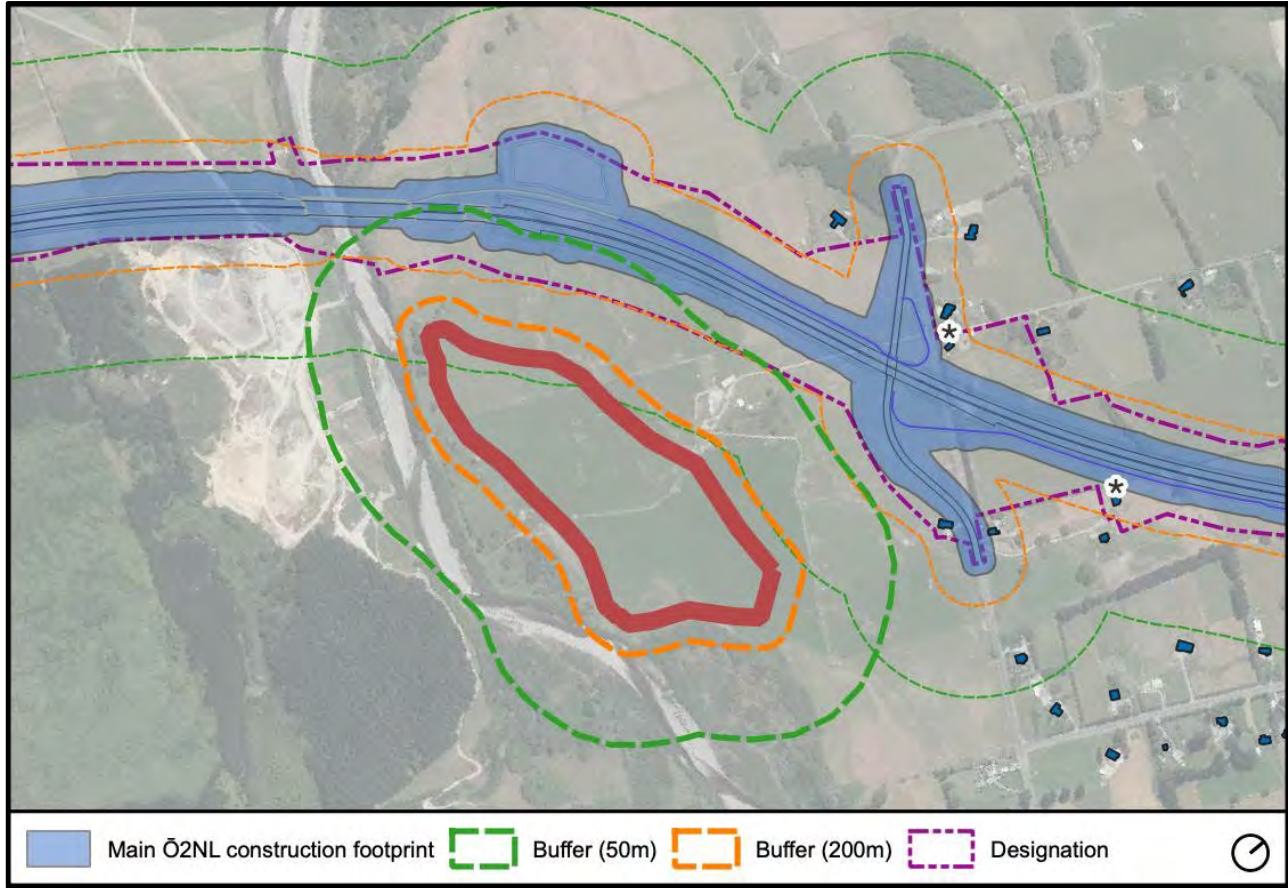 *
*
Main Ō2NL construction footprint Buffer (50m) Buffer (200m) Designation